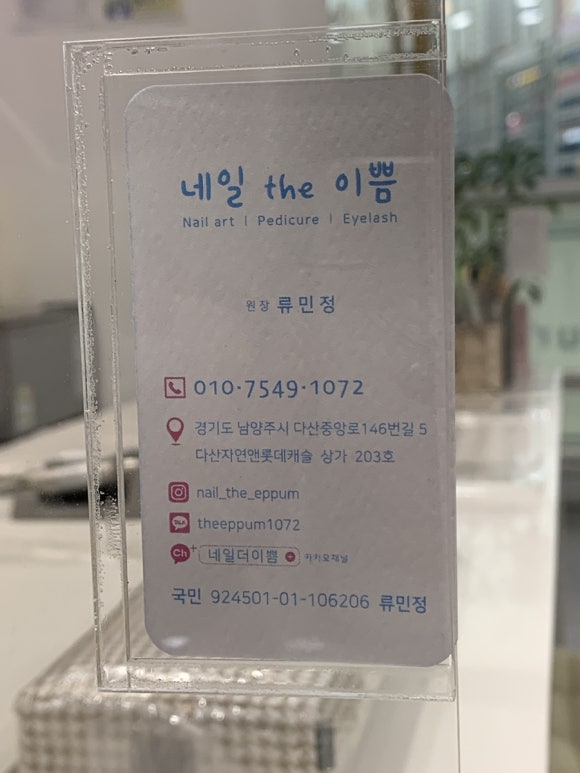 네일 the 이쁨
Nail art | Pedicure | Eyelash
원장 류민정
010·7549·1072
경기도 남양주시 다산중앙로146번길 5
다산자연앤롯데캐슬 상가 203호
nail_the_eppum
TALK theeppum1072
Ch+ 네일더이쁨 카카오채널
국민 924501-01-106206 류민정